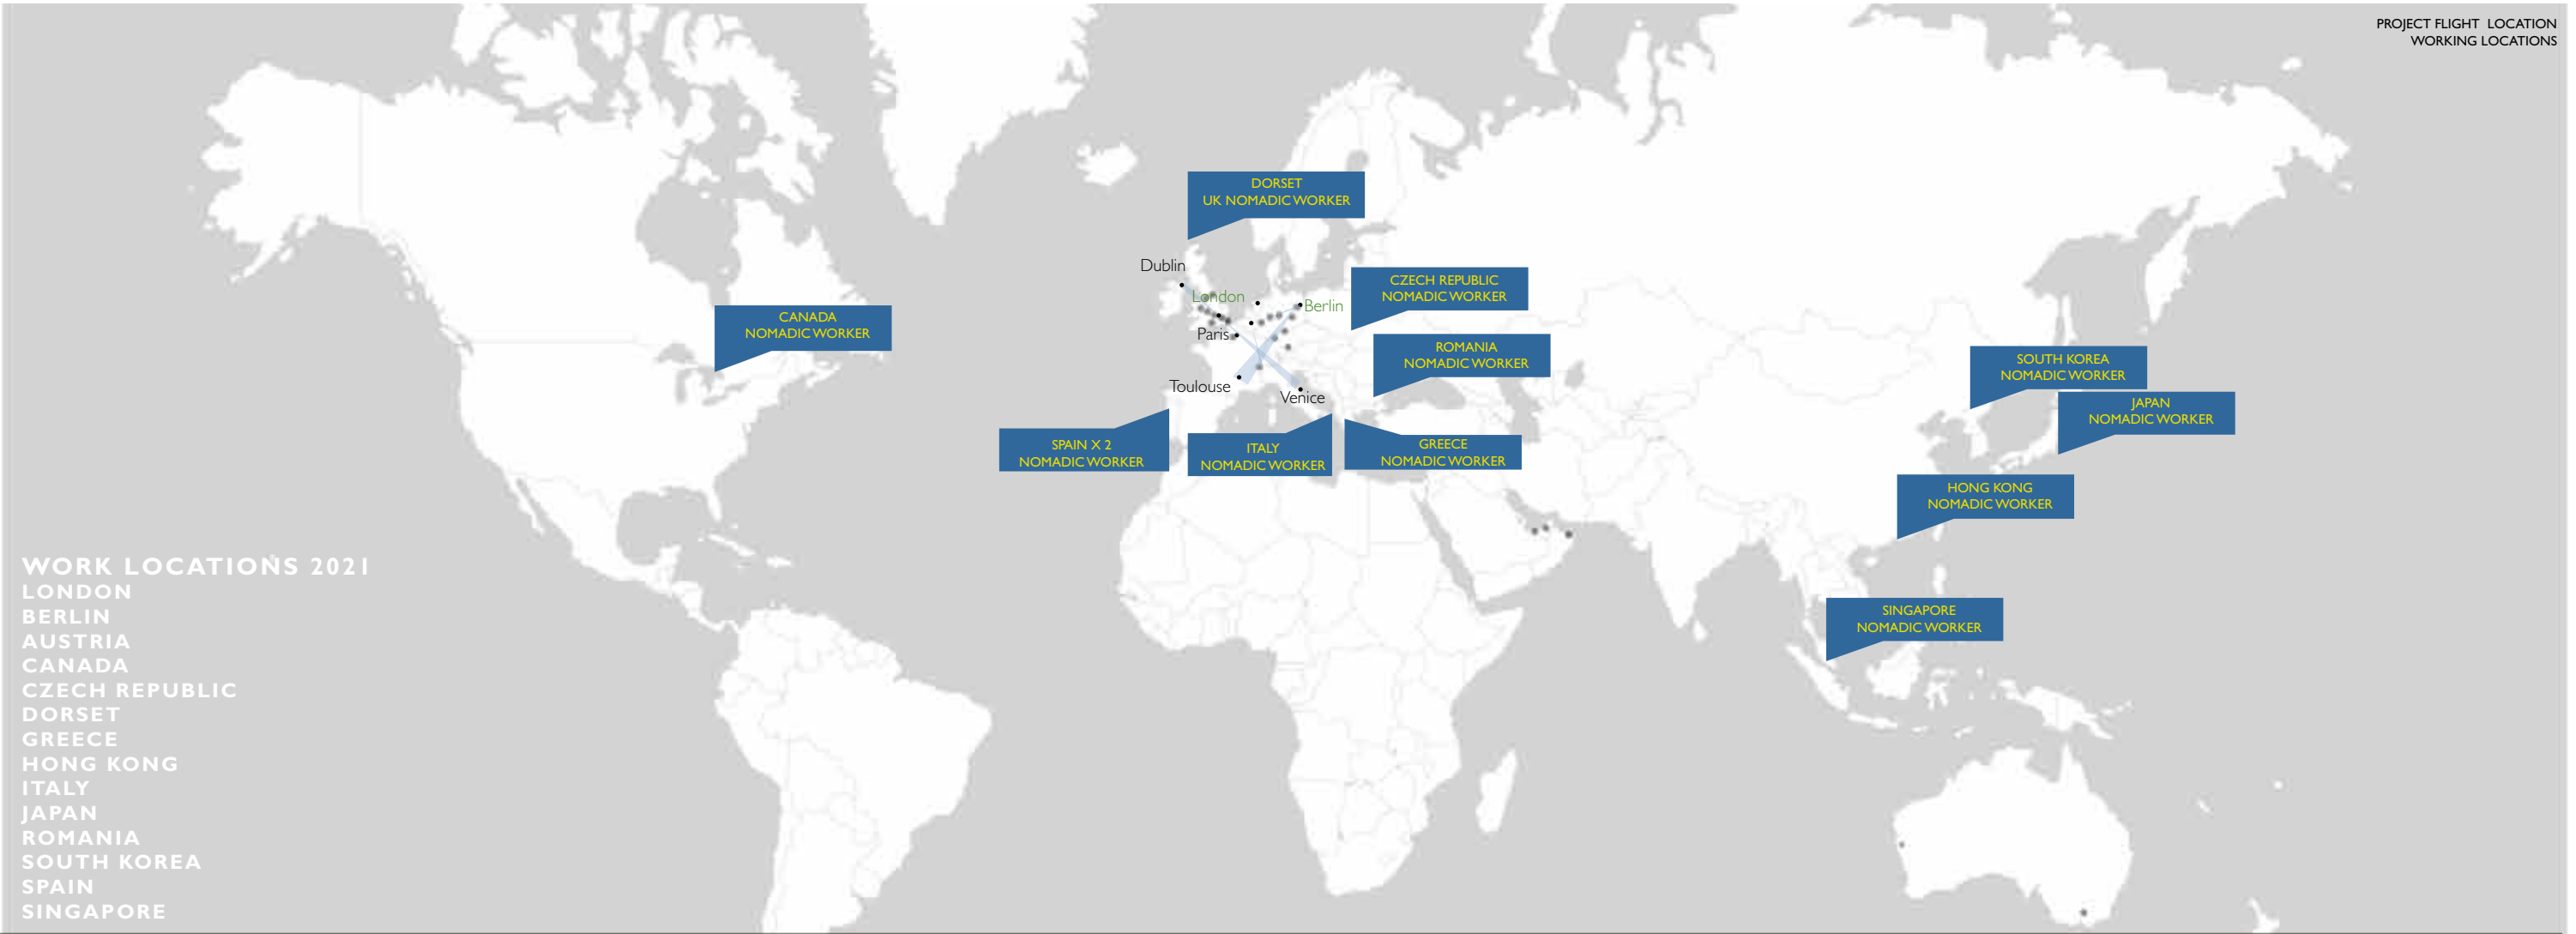 PROJECT FLIGHT LOCATION
WORKING LOCATIONS
DORSET
UK NOMADIC WORKER
Dublin
London
Berlin
Paris
Toulouse
Venice
CZECH REPUBLIC
NOMADIC WORKER
CANADA
NOMADIC WORKER
ROMANIA
NOMADIC WORKER
SOUTH KOREA
NOMADIC WORKER
JAPAN
NOMADIC WORKER
SPAIN X 2
NOMADIC WORKER
ITALY
NOMADIC WORKER
GREECE
NOMADIC WORKER
HONG KONG
NOMADIC WORKER
SINGAPORE
NOMADIC WORKER
WORK LOCATIONS 2021
LONDON
BERLIN
AUSTRIA
CANADA
CZECH REPUBLIC
DORSET
GREECE
HONG KONG
ITALY
JAPAN
ROMANIA
SOUTH KOREA
SPAIN
SINGAPORE